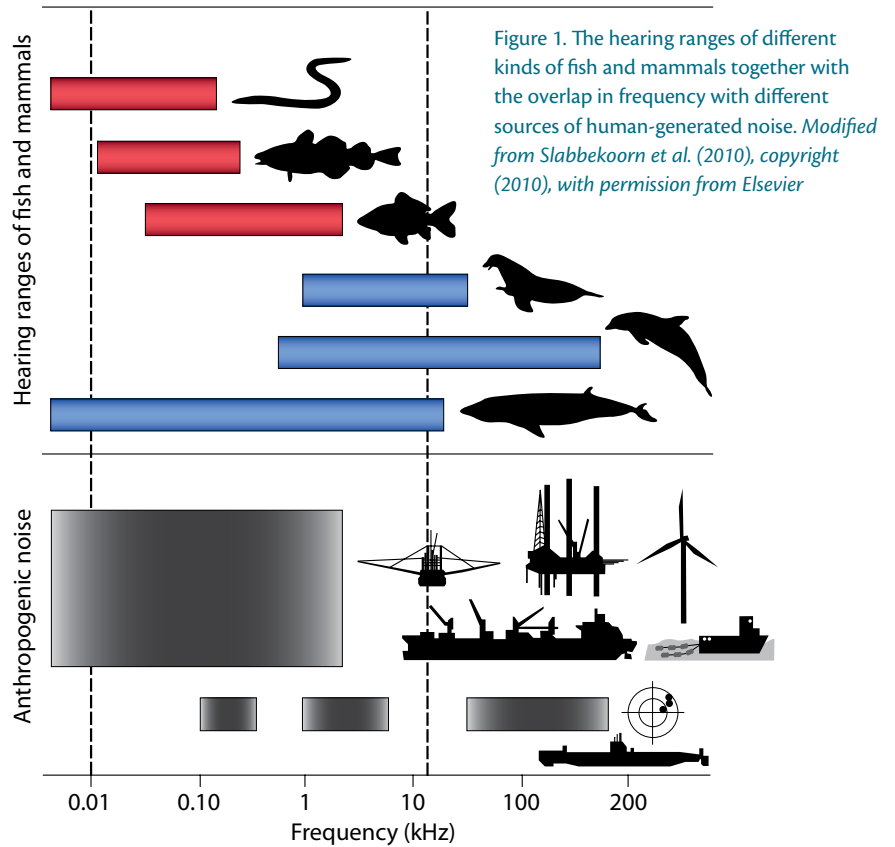 Figure 1. The hearing ranges of different
kinds of fish and mammals together with
the overlap in frequency with different
sources of human-generated noise. Modified
from Slabbekoorn et al. (2010), copyright
(2010), with permission from Elsevier
Hearing ranges of fish and mammals
Anthropogenic noise
0.01 0.10 1 10 100 200
Frequency (kHz)